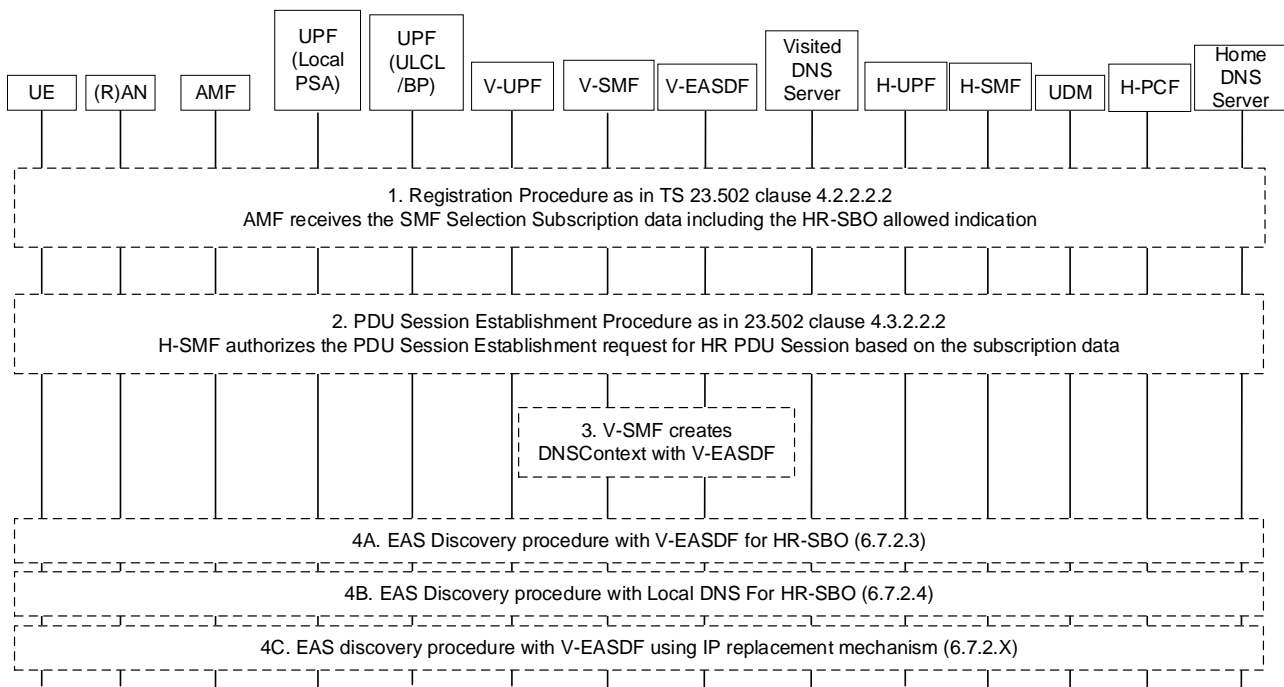 UE
(R)AN
AMF
UPF
(Local
PSA)
UPF
(ULCL
/BP)
V-UPF
V-SMF
V-EASDF
Visited
DNS
Server
H-UPF
H-SMF
UDM
H-PCF
Home
DNS
Server
1. Registration Procedure as in TS 23.502 clause 4.2.2.2.2
AMF receives the SMF Selection Subscription data including the HR-SBO allowed indication
2. PDU Session Establishment Procedure as in 23.502 clause 4.3.2.2.2
H-SMF authorizes the PDU Session Establishment request for HR PDU Session based on the subscription data
3. V-SMF creates
DNSContext with V-EASDF
4A. EAS Discovery procedure with V-EASDF for HR-SBO (6.7.2.3)
4B. EAS Discovery procedure with Local DNS For HR-SBO (6.7.2.4)
4C. EAS discovery procedure with V-EASDF using IP replacement mechanism (6.7.2.X)